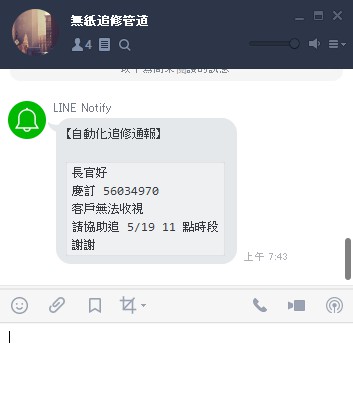 無紙追修管道
4
以下為尚未閱讀的訊息
LINE Notify
【自動化追修通報】
長官好
慶訂 56034970
客戶無法收視
請協助追 5/19 11 點時段
謝謝
上午 7:43